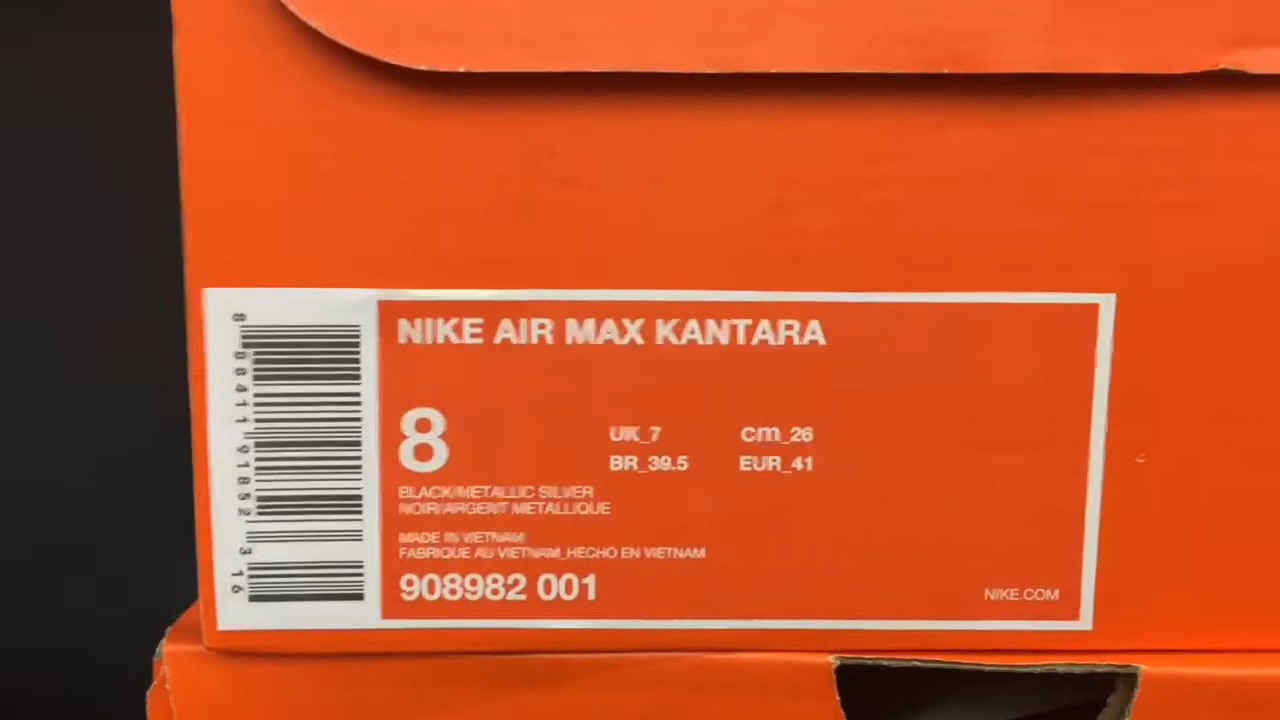 NIKE AIR MAX KANTARA
8
UK_7 cm_26
BR_39.5 EUR_41
BLACK/METALLIC SILVER
NOIR/ARGENT METALLIQUE
MADE IN VIETNAM
FABRIQUE AU VIETNAM_HECHO EN VIETNAM
908982 001
NIKE.COM